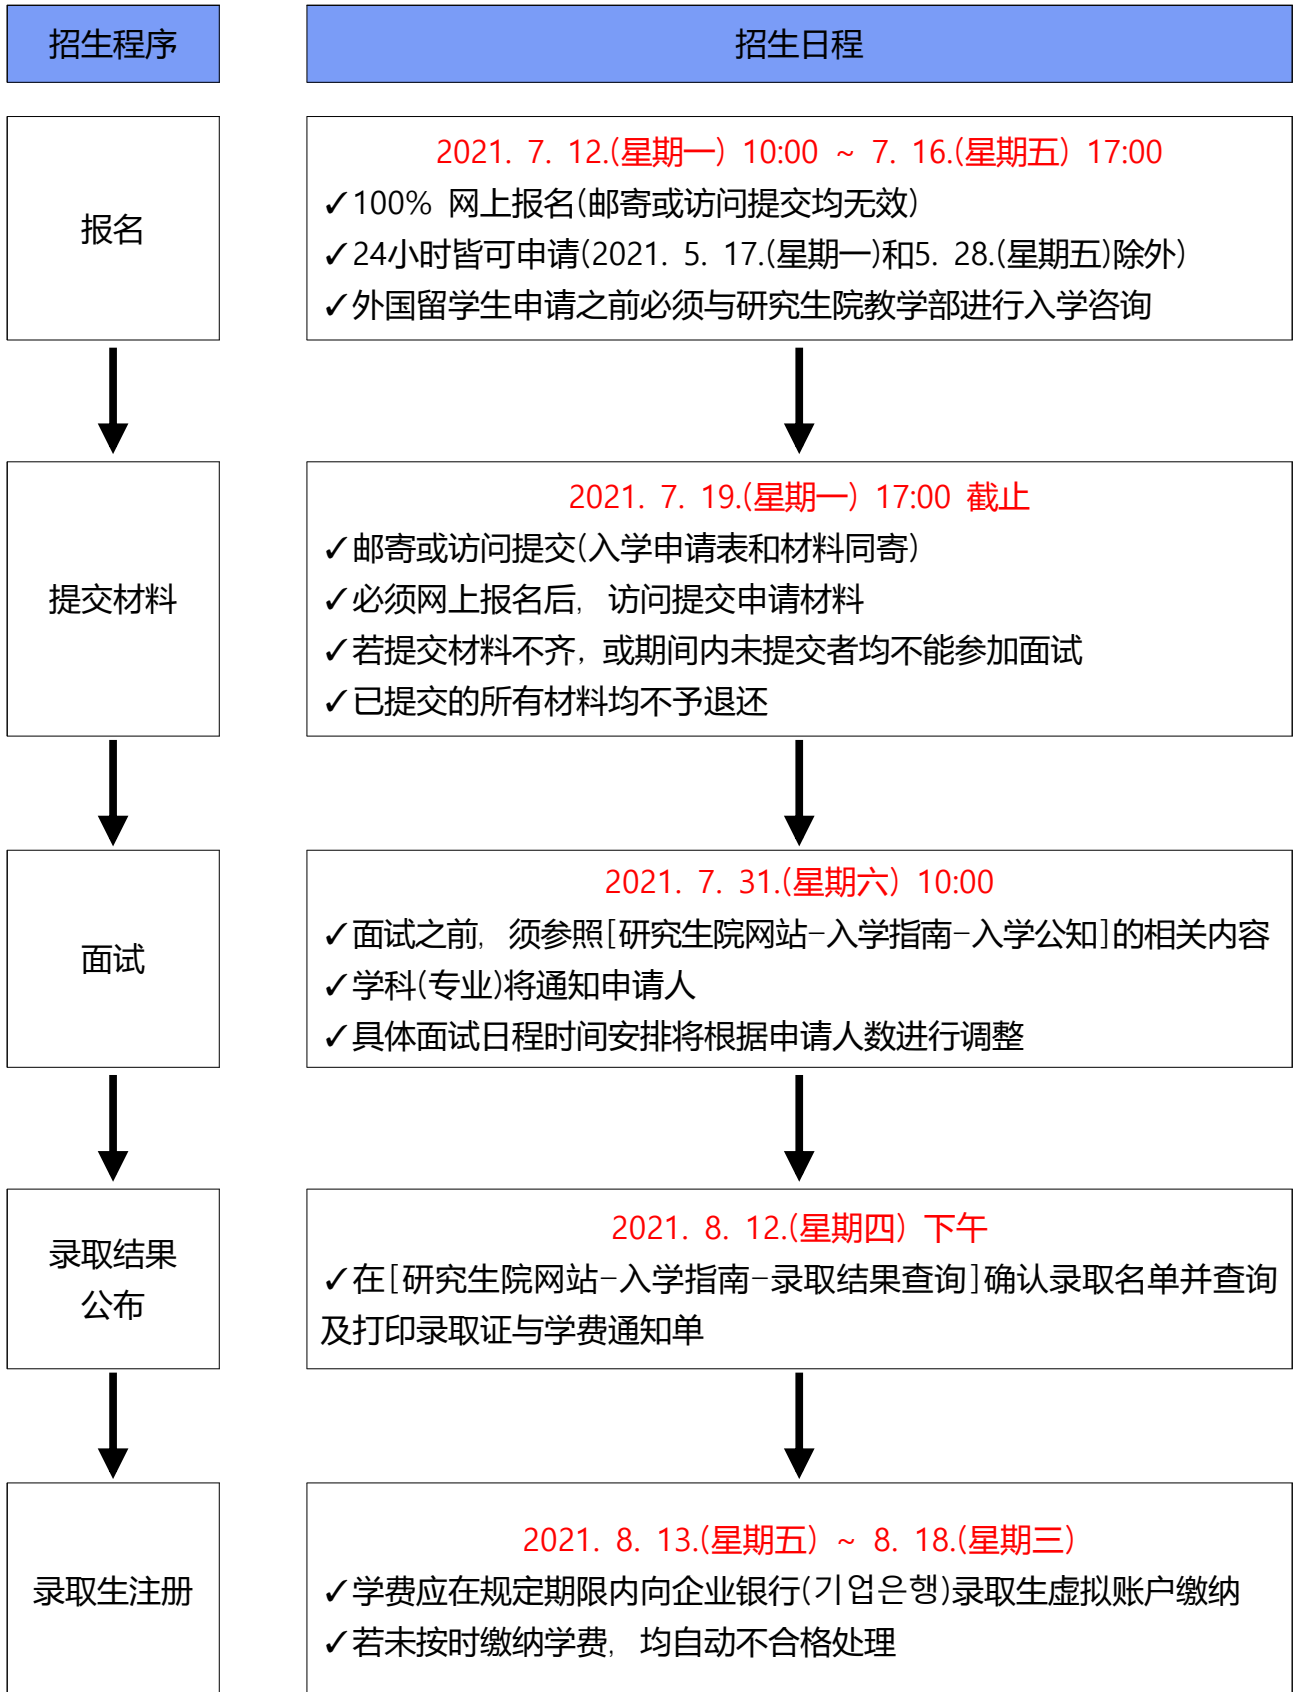 招生程序
招生日程
报名
2021. 7. 12.(星期一) 10:00 ~ 7. 16.(星期五) 17:00
✓100% 网上报名(邮寄或访问提交均无效)
✓24小时皆可申请(2021. 5. 17.(星期一)和5. 28.(星期五)除外)
✓外国留学生申请之前必须与研究生院教学部进行入学咨询
提交材料
2021. 7. 19.(星期一) 17:00 截止
✓邮寄或访问提交(入学申请表和材料同寄)
✓必须网上报名后, 访问提交申请材料
✓若提交材料不齐, 或期间内未提交者均不能参加面试
✓已提交的所有材料均不予退还
面试
2021. 7. 31.(星期六) 10:00
✓面试之前, 须参照[研究生院网站-入学指南-入学公知]的相关内容
✓学科(专业)将通知申请人
✓具体面试日程时间安排将根据申请人数进行调整
录取结果
公布
2021. 8. 12.(星期四) 下午
✓在[研究生院网站-入学指南-录取结果查询]确认录取名单并查询
及打印录取证与学费通知单
录取生注册
2021. 8. 13.(星期五) ~ 8. 18.(星期三)
✓学费应在规定期限内向企业银行(기업은행)录取生虚拟账户缴纳
✓若未按时缴纳学费, 均自动不合格处理